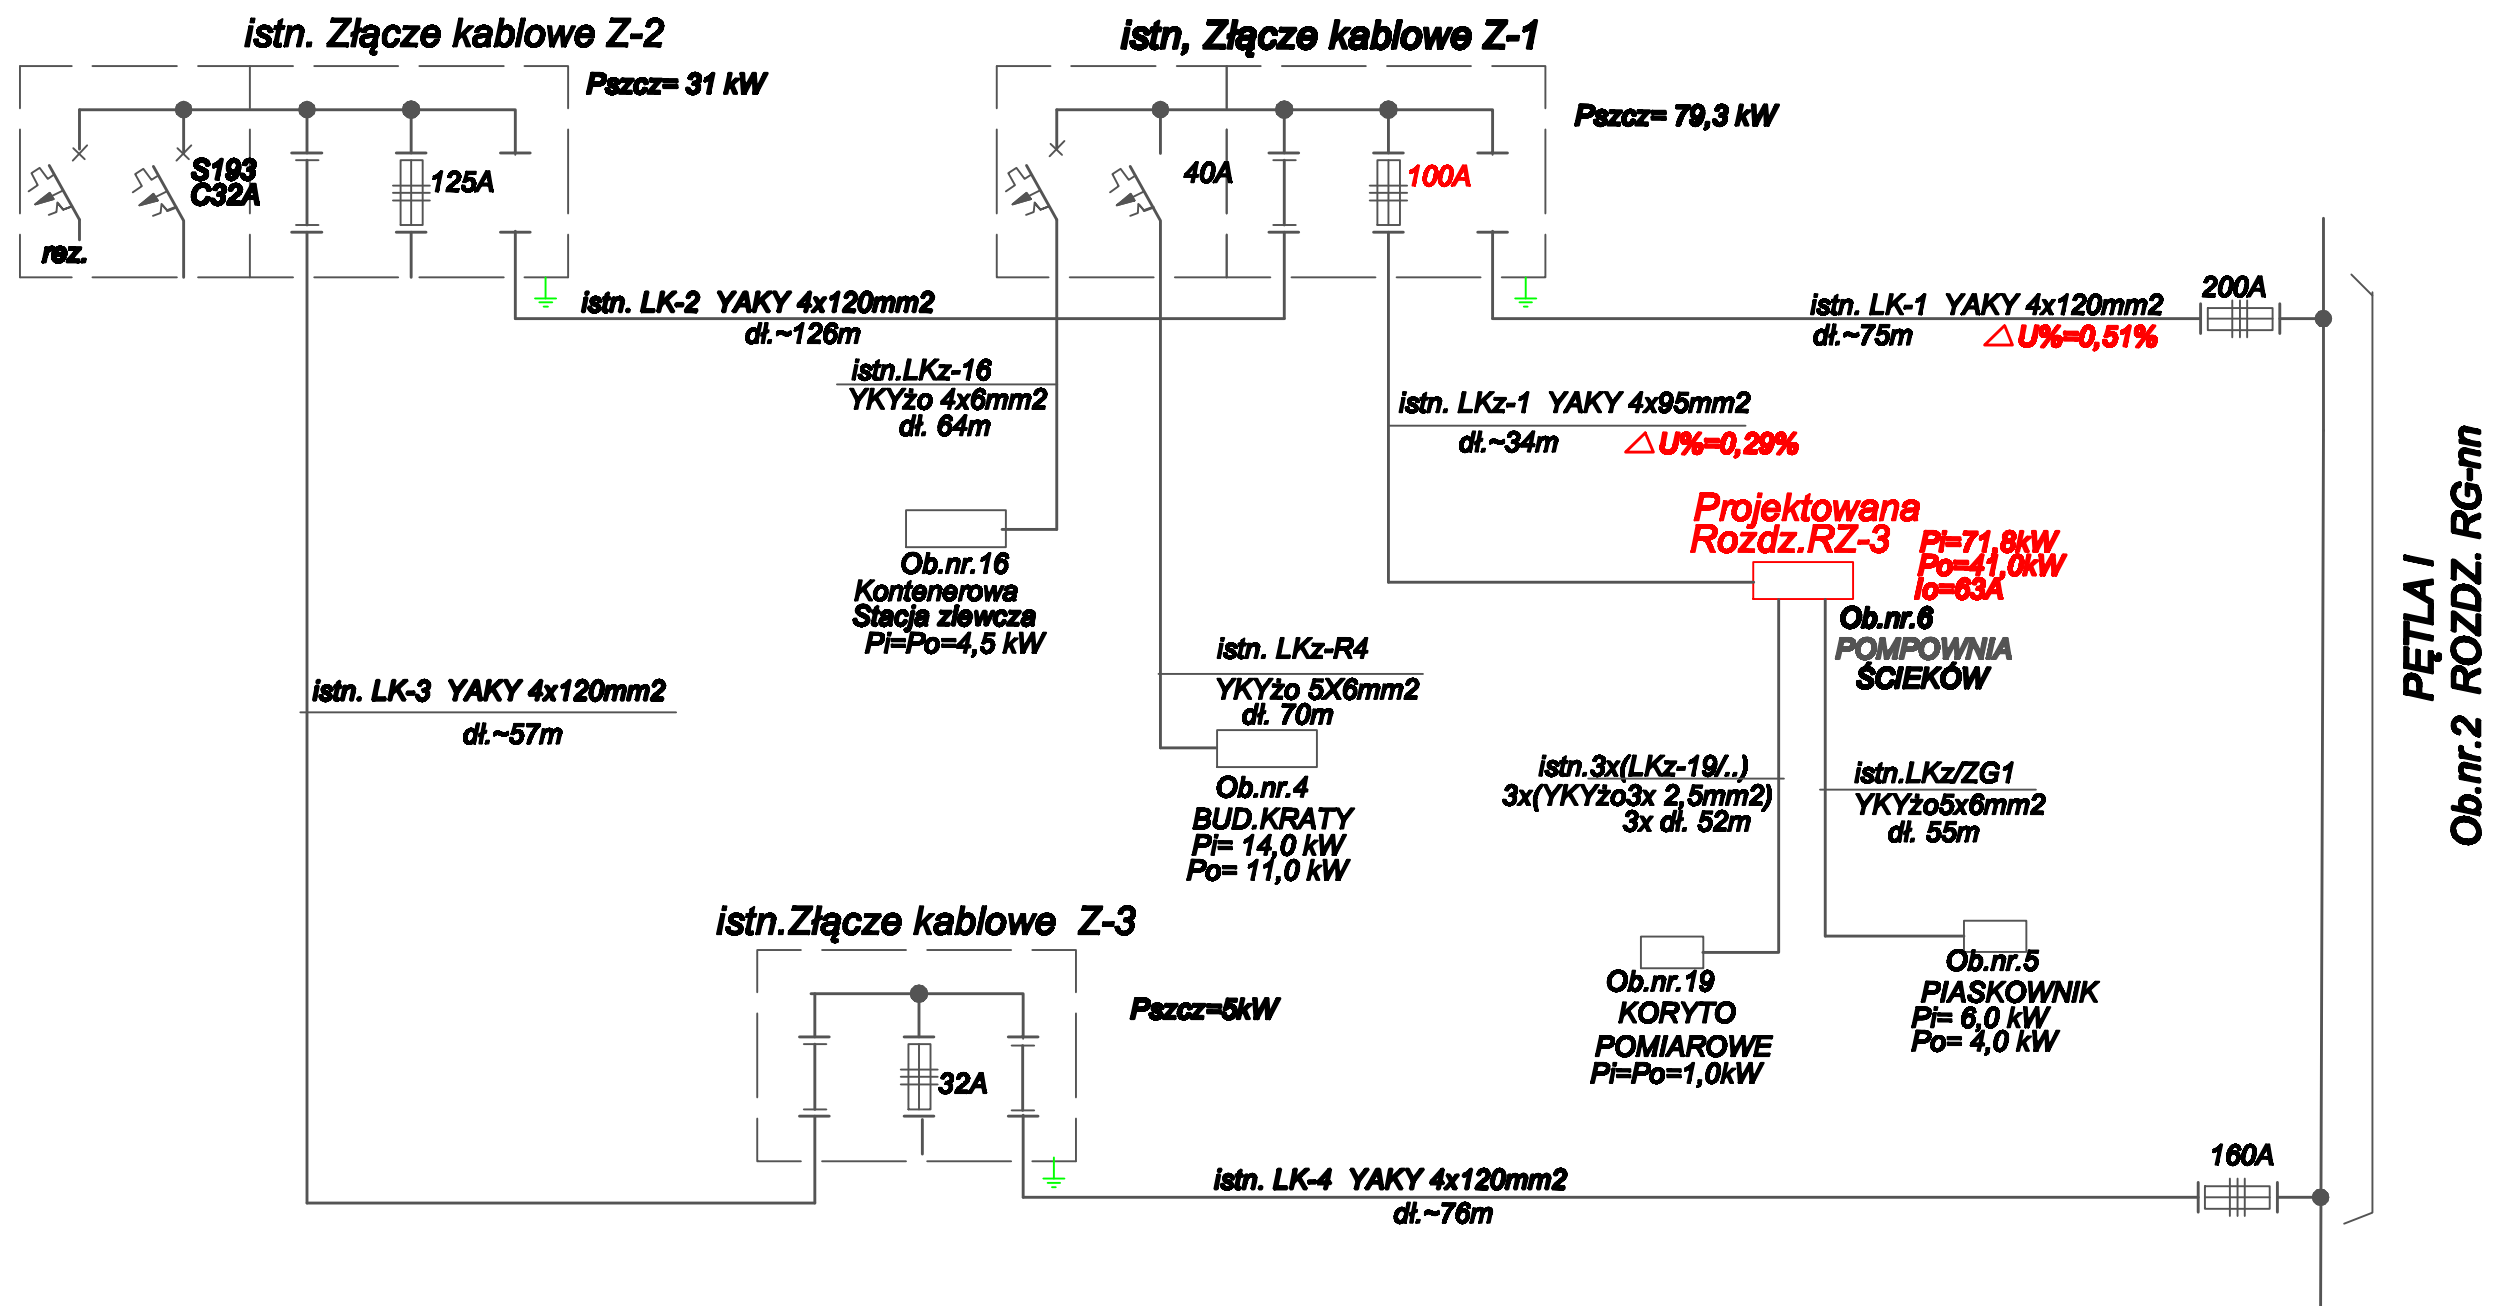 istn. Złącze kablowe Z-2
Pszcz= 31 kW
S193
C32A
125A
rez.
istn, Złącze kablowe Z-1
Pszcz= 79,3 kW
40A
100A
istn. LK-2  YAKY 4x120mm2
dł.~126m
istn. LK-1  YAKY 4x120mm2
dł.~75m
U%=0,51%
200A
istn.LKz-16
YKYżo 4x6mm2
dł. 64m
istn. LKz-1  YAKY 4x95mm2
dł.~34m
U%=0,29%
Ob.nr.16
Kontenerowa
Stacja zlewcza
Pi=Po=4,5 kW
Projektowana
Rozdz.RZ-3
Pi=71,8kW
Po=41,0kW
Io=63A
Ob.nr.6
POMPOWNIA
ŚCIEKÓW
istn. LKz-R4
YKYżo 5X6mm2
dł. 70m
Ob.nr.4
BUD.KRATY
Pi= 14,0 kW
Po= 11,0 kW
istn. LK-3  YAKY 4x120mm2
dł.~57m
istn.3x(LKz-19/..)
3x(YKYżo3x 2,5mm2)
3x dł. 52m
istn.LKz/ZG1
YKYżo5x6mm2
dł. 55m
Ob.nr.19
KORYTO
POMIAROWE
Pi=Po=1,0kW
Ob.nr.5
PIASKOWNIK
Pi= 6,0 kW
Po= 4,0 kW
istn.Złącze kablowe  Z-3
Pszcz=5kW
32A
istn. LK-4  YAKY 4x120mm2
dł.~76m
160A
PĘTLA I
Ob.nr.2  ROZDZ. RG-nn